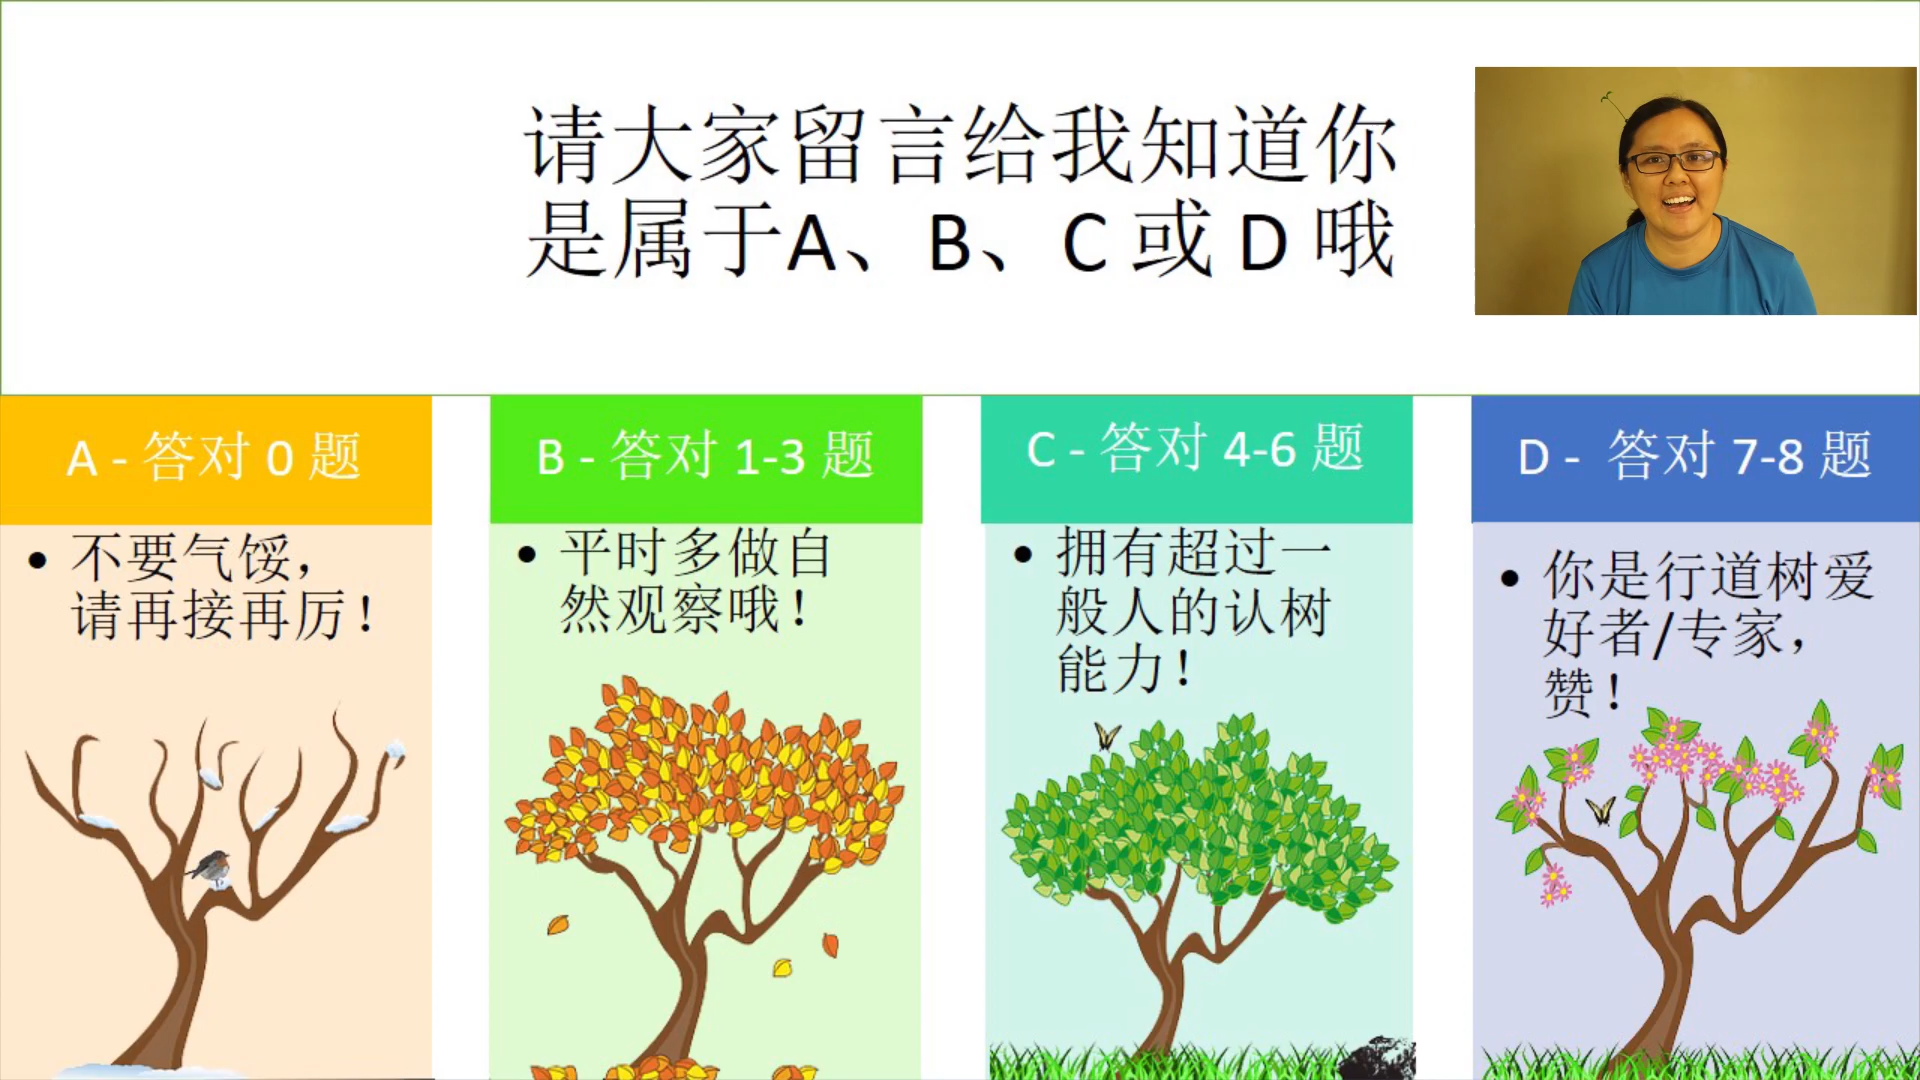 请大家留言给我知道你
是属于A、B、C 或 D 哦
A - 答对 0 题
不要气馁，
请再接再厉！
B - 答对 1-3 题
平时多做自
然观察哦！
C - 答对 4-6 题
拥有超过一
般人的认树
能力！
D - 答对 7-8 题
你是行道树爱
好者/专家，
赞！